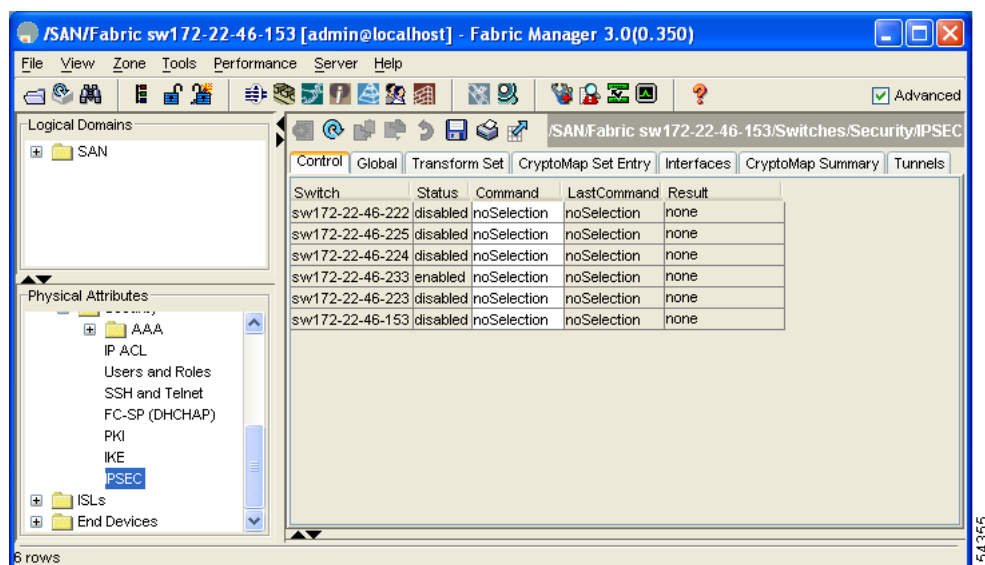 /SAN/Fabric sw172-22-46-153 [admin@localhost] - Fabric Manager 3.0(0.350)
File View Zone Tools Performance Server Help
Advanced
Logical Domains
SAN
/SAN/Fabric sw172-22-46-153/Switches/Security/IPSEC
Control Global Transform Set CryptoMap Set Entry Interfaces CryptoMap Summary Tunnels
Switch Status Command LastCommand Result
sw172-22-46-222 disabled noSelection noSelection none
sw172-22-46-225 disabled noSelection noSelection none
sw172-22-46-224 disabled noSelection noSelection none
sw172-22-46-233 enabled noSelection noSelection none
sw172-22-46-223 disabled noSelection noSelection none
sw172-22-46-153 disabled noSelection noSelection none
Physical Attributes
Security
AAA
IP ACL
Users and Roles
SSH and Telnet
FC-SP (DHCHAP)
PKI
IKE
IPSEC
ISLs
End Devices
6 rows